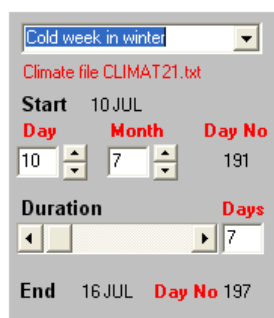 Cold week in winter
Climate file CLIMAT21.txt
Start 10 JUL
Day Month Day No
10 7 191
Duration Days
7
End 16 JUL Day No 197